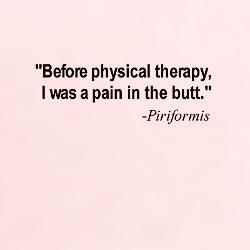 "Before physical therapy,
I was a pain in the butt."
-Piriformis